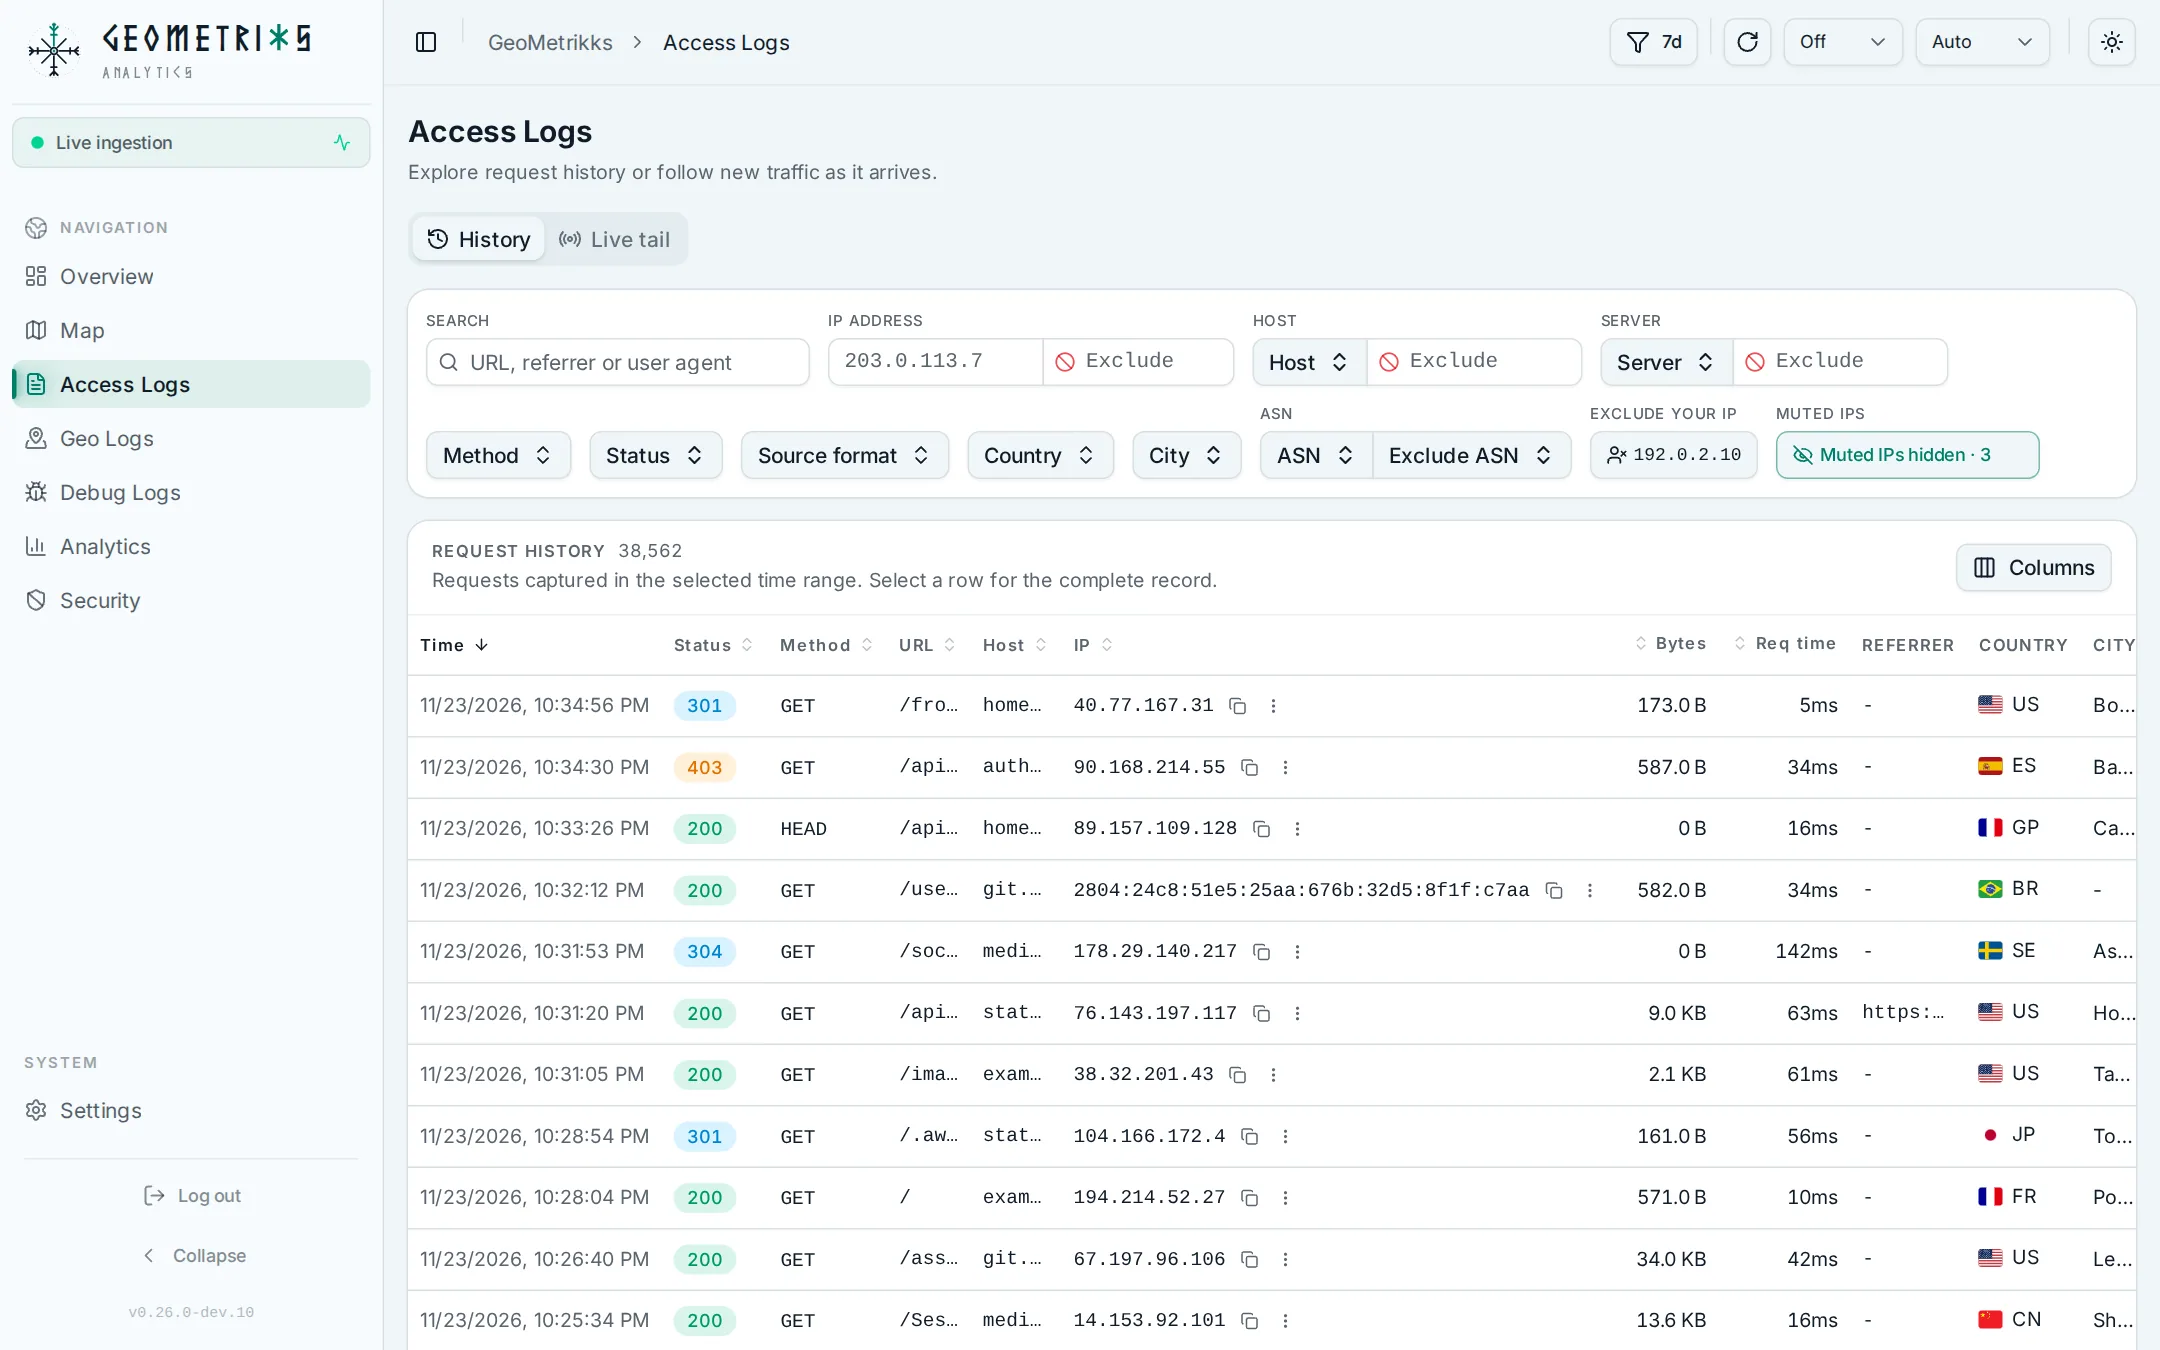 GEOMETRIKS
ANALYTICS
Live ingestion
NAVIGATION
Overview
Map
Access Logs
Geo Logs
Debug Logs
Analytics
Security
SYSTEM
Settings
Log out
Collapse
v0.26.0-dev.10
GeoMetrikks > Access Logs
7d
Off
Auto
Access Logs
Explore request history or follow new traffic as it arrives.
History
Live tail
SEARCH
URL, referrer or user agent
IP ADDRESS
203.0.113.7
Exclude
HOST
Host
Exclude
SERVER
Server
Exclude
Method
Status
Source format
Country
City
ASN
ASN
Exclude ASN
EXCLUDE YOUR IP
192.0.2.10
MUTED IPS
Muted IPs hidden · 3
REQUEST HISTORY 38,562
Requests captured in the selected time range. Select a row for the complete record.
Columns
Time Status Method URL Host IP Bytes Req time REFERRER COUNTRY CITY
11/23/2026, 10:34:56 PM 301 GET /fro… home… 40.77.167.31 173.0 B 5ms - US Bo…
11/23/2026, 10:34:30 PM 403 GET /api… auth… 90.168.214.55 587.0 B 34ms - ES Ba…
11/23/2026, 10:33:26 PM 200 HEAD /api… home… 89.157.109.128 0 B 16ms - GP Ca…
11/23/2026, 10:32:12 PM 200 GET /use… git.… 2804:24c8:51e5:25aa:676b:32d5:8f1f:c7aa 582.0 B 34ms - BR -
11/23/2026, 10:31:53 PM 304 GET /soc… medi… 178.29.140.217 0 B 142ms - SE As…
11/23/2026, 10:31:20 PM 200 GET /api… stat… 76.143.197.117 9.0 KB 63ms https:… US Ho…
11/23/2026, 10:31:05 PM 200 GET /ima… exam… 38.32.201.43 2.1 KB 61ms - US Ta…
11/23/2026, 10:28:54 PM 301 GET /.aw… stat… 104.166.172.4 161.0 B 56ms - JP To…
11/23/2026, 10:28:04 PM 200 GET / exam… 194.214.52.27 571.0 B 10ms - FR Po…
11/23/2026, 10:26:40 PM 200 GET /ass… git.… 67.197.96.106 34.0 KB 42ms - US Le…
11/23/2026, 10:25:34 PM 200 GET /Ses… medi… 14.153.92.101 13.6 KB 16ms - CN Sh…